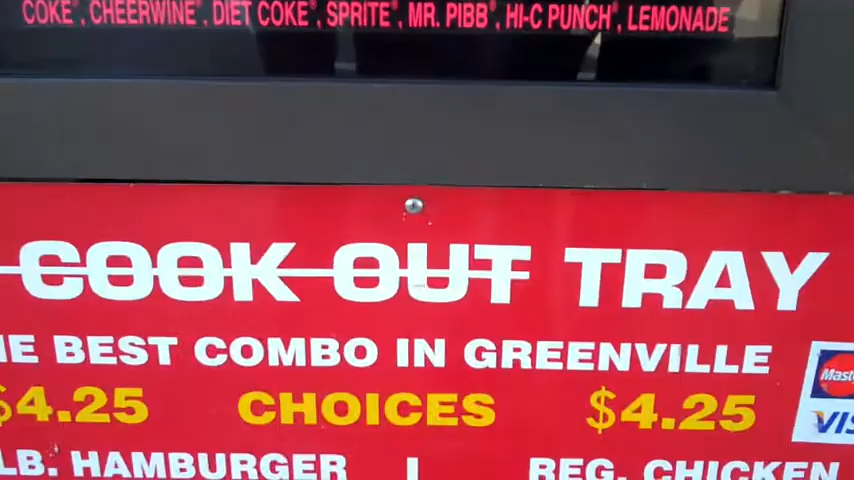 COKE®, CHEERWINE®, DIET COKE®, SPRITE®, MR. PIBB®, HI-C PUNCH®, LEMONADE
COOK OUT TRAY
BEST COMBO IN GREENVILLE
$4.25 CHOICES $4.25
LB. HAMBURGER REG. CHICKEN
VIS